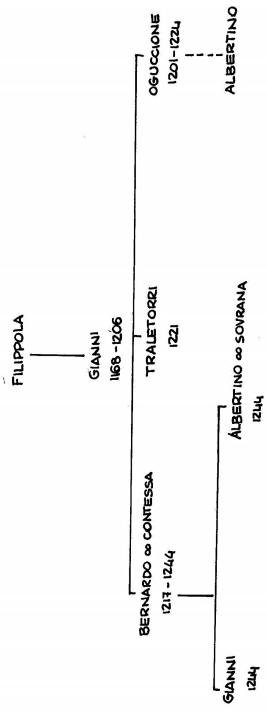 FILIPPOLA
GIANNI
1168-1206
BERNARDO ∞ CONTESSA
1217-1244
TRALETORRI
1221
OGUCCIONE
1201-1224
GIANNI
1244
ALBERTINO ∞ SOVRANA
1244
ALBERTINO